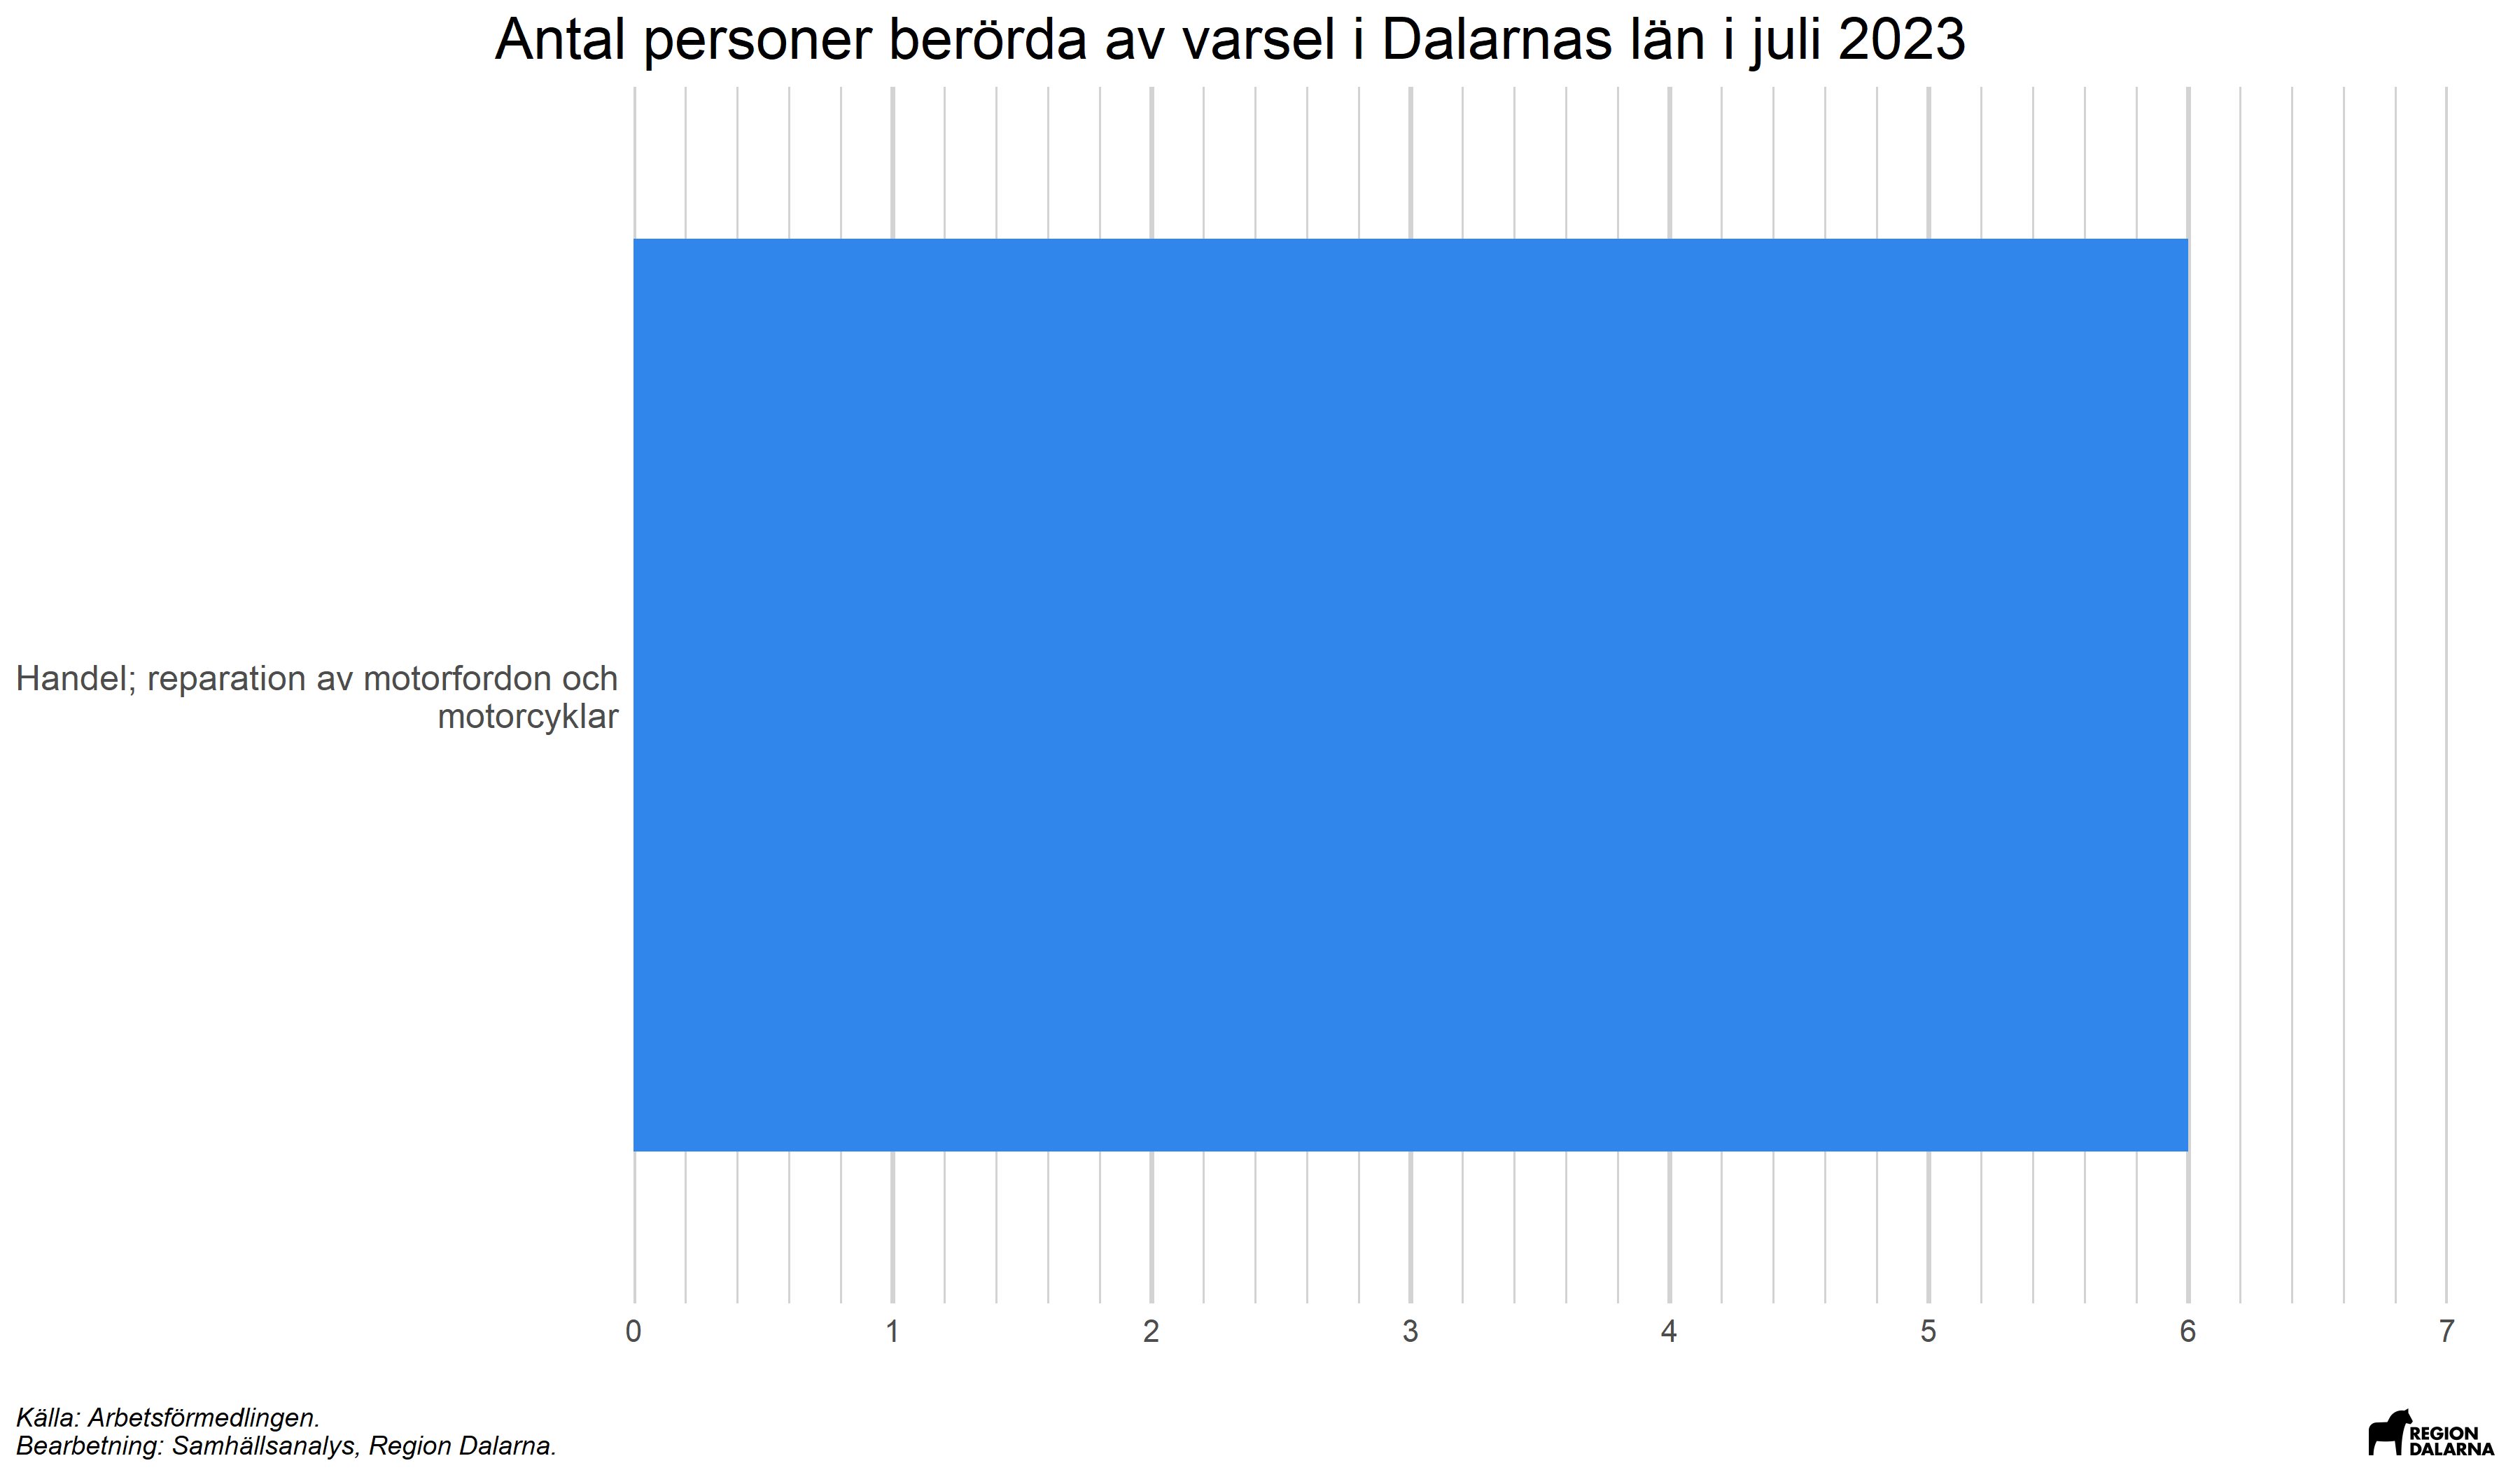 Antal personer berörda av varsel i Dalarnas län i juli 2023
Handel; reparation av motorfordon och
motorcyklar
0 1 2 3 4 5 6 7
Källa: Arbetsförmedlingen.
Bearbetning: Samhällsanalys, Region Dalarna.
REGION
DALARNA